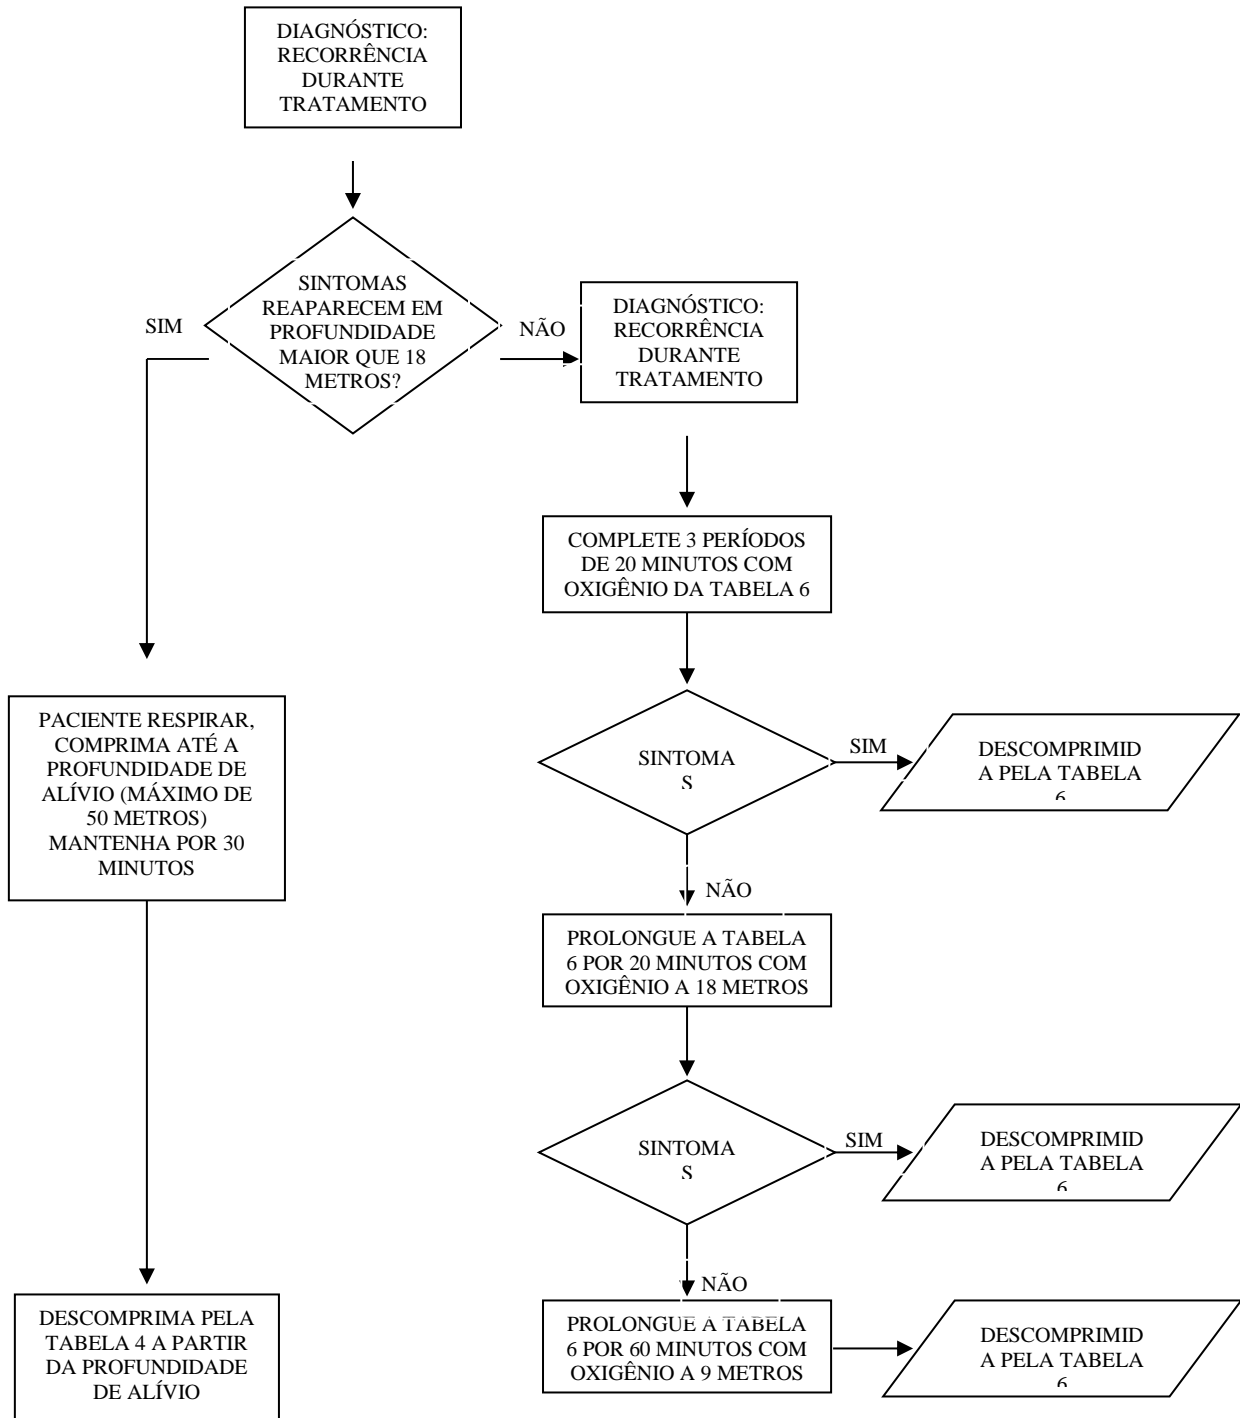 DIAGNÓSTICO:
RECORRÊNCIA
DURANTE
TRATAMENTO
SINTOMAS
REAPARECEM EM
PROFUNDIDADE
MAIOR QUE 18
METROS?
SIM
NÃO
DIAGNÓSTICO:
RECORRÊNCIA
DURANTE
TRATAMENTO
COMPLETE 3 PERÍODOS
DE 20 MINUTOS COM
OXIGÊNIO DA TABELA 6
PACIENTE RESPIRAR,
COMPRIMA ATÉ A
PROFUNDIDADE DE
ALÍVIO (MÁXIMO DE
50 METROS)
MANTENHA POR 30
MINUTOS
SINTOMA
S
SIM
DESCOMPRIMID
A PELA TABELA
6
NÃO
PROLONGUE A TABELA
6 POR 20 MINUTOS COM
OXIGÊNIO A 18 METROS
SINTOMA
S
SIM
DESCOMPRIMID
A PELA TABELA
6
NÃO
PROLONGUE A TABELA
6 POR 60 MINUTOS COM
OXIGÊNIO A 9 METROS
DESCOMPRIMID
A PELA TABELA
6
DESCOMPRIMA PELA
TABELA 4 A PARTIR
DA PROFUNDIDADE
DE ALÍVIO